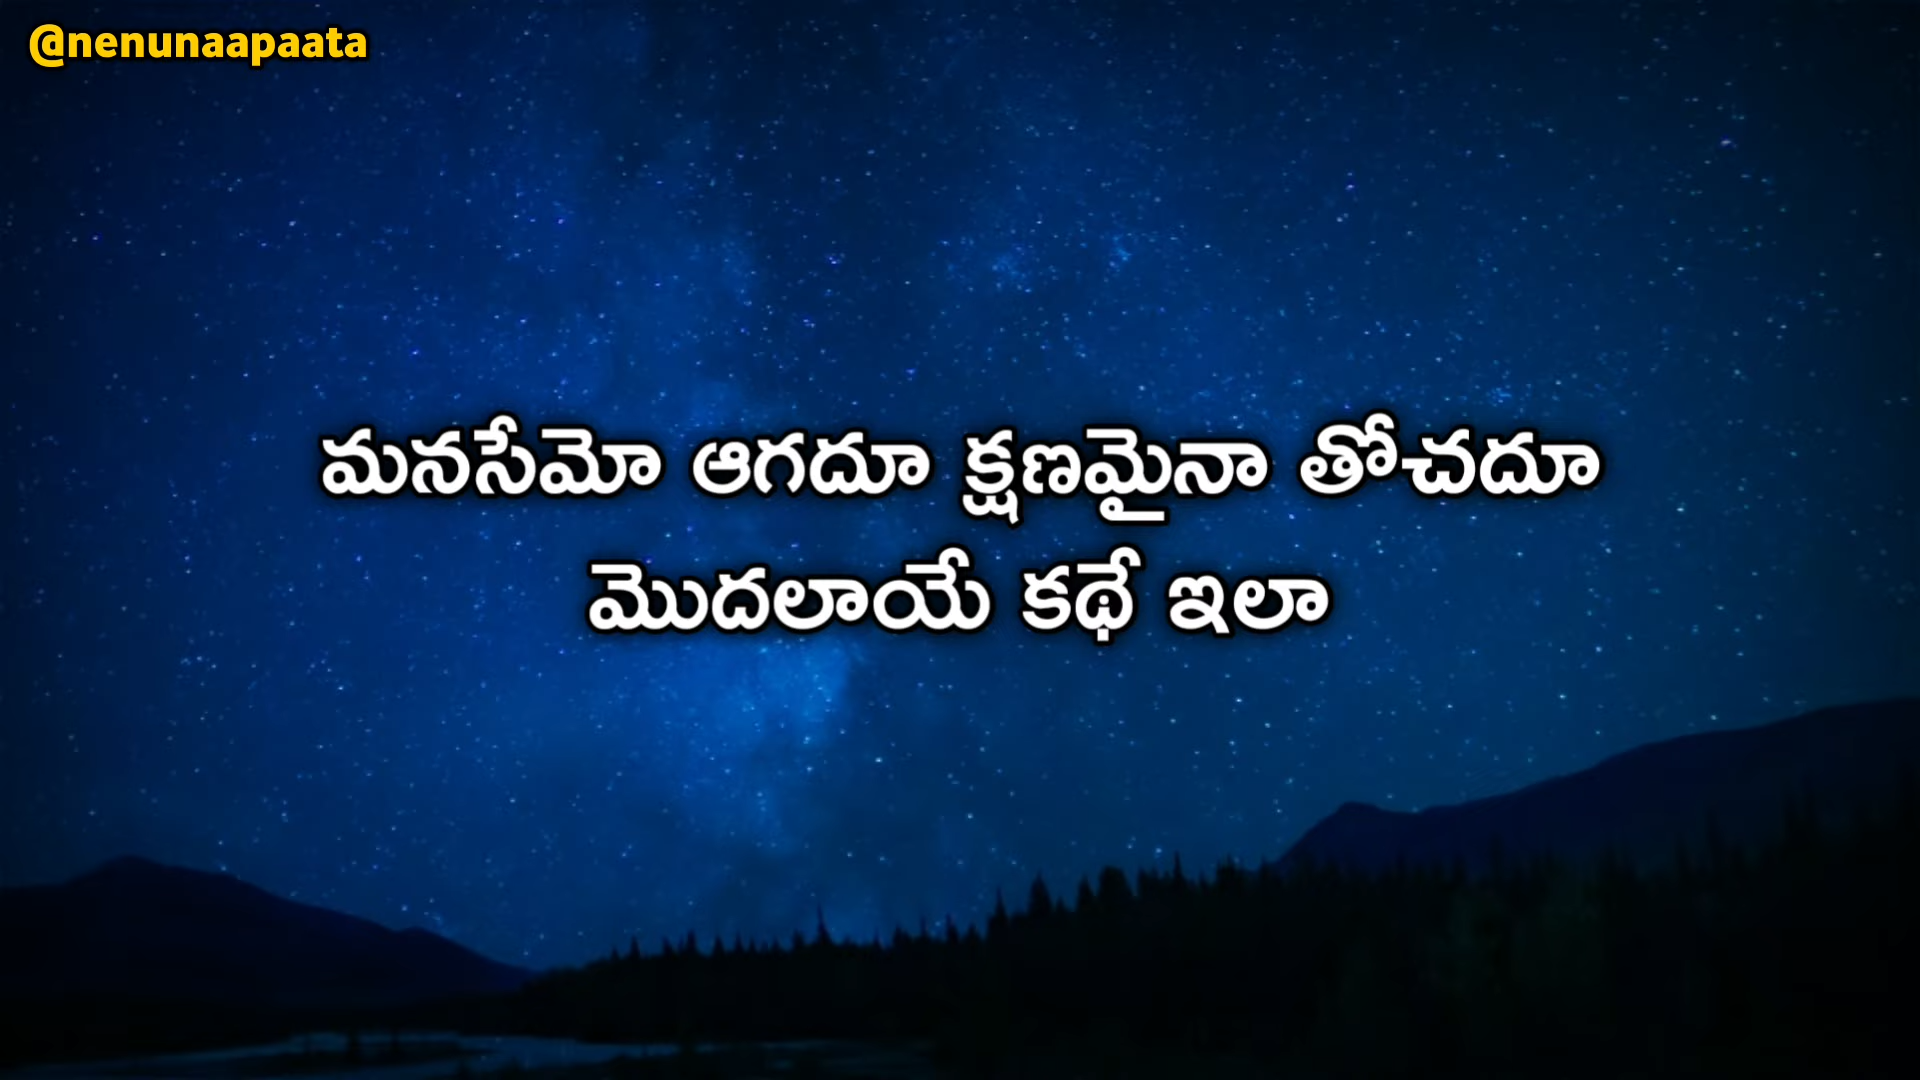 @nenunaapaata
మనసేమో ఆగదూ క్షణమైనా తోచదూ
మొదలాయే కథే ఇలా